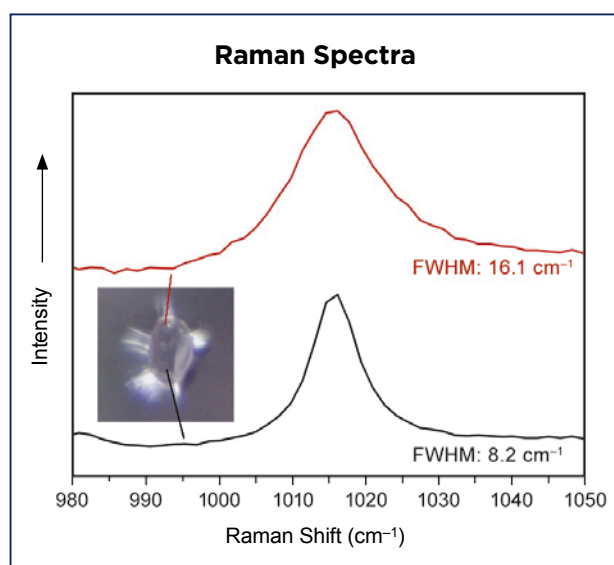 Raman Spectra
Intensity
FWHM: 16.1 cm⁻¹
FWHM: 8.2 cm⁻¹
980 990 1000 1010 1020 1030 1040 1050
Raman Shift (cm⁻¹)